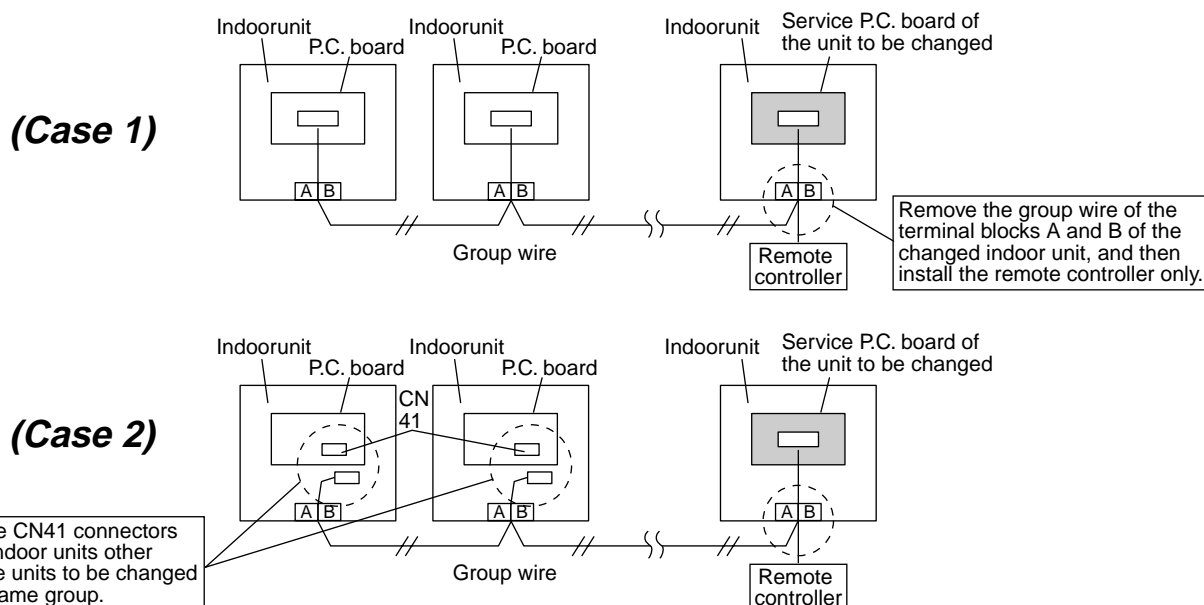 Indoorunit
P.C. board
Indoorunit
P.C. board
Indoorunit
Service P.C. board of
the unit to be changed
(Case 1)
A B
A B
A B
Group wire
Remote
controller
Remove the group wire of the
terminal blocks A and B of the
changed indoor unit, and then
install the remote controller only.
Indoorunit
P.C. board
Indoorunit
P.C. board
Indoorunit
Service P.C. board of
the unit to be changed
CN
41
(Case 2)
A B
A B
A B
CN41 connectors
indoor units other
units to be changed
group.
Group wire
Remote
controller